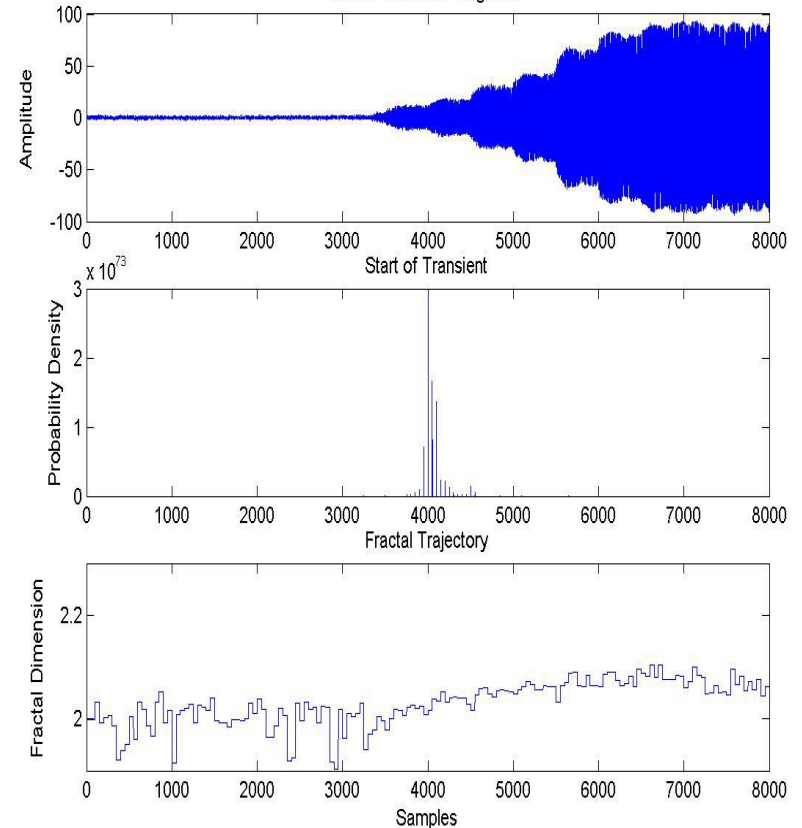 100
50
0
-50
-100
Amplitude
0 1000 2000 3000 4000 5000 6000 7000 8000
Start of Transient
x 10^73
3
2
1
0
Probability Density
0 1000 2000 3000 4000 5000 6000 7000 8000
Fractal Trajectory
2.2
2
Fractal Dimension
0 1000 2000 3000 4000 5000 6000 7000 8000
Samples